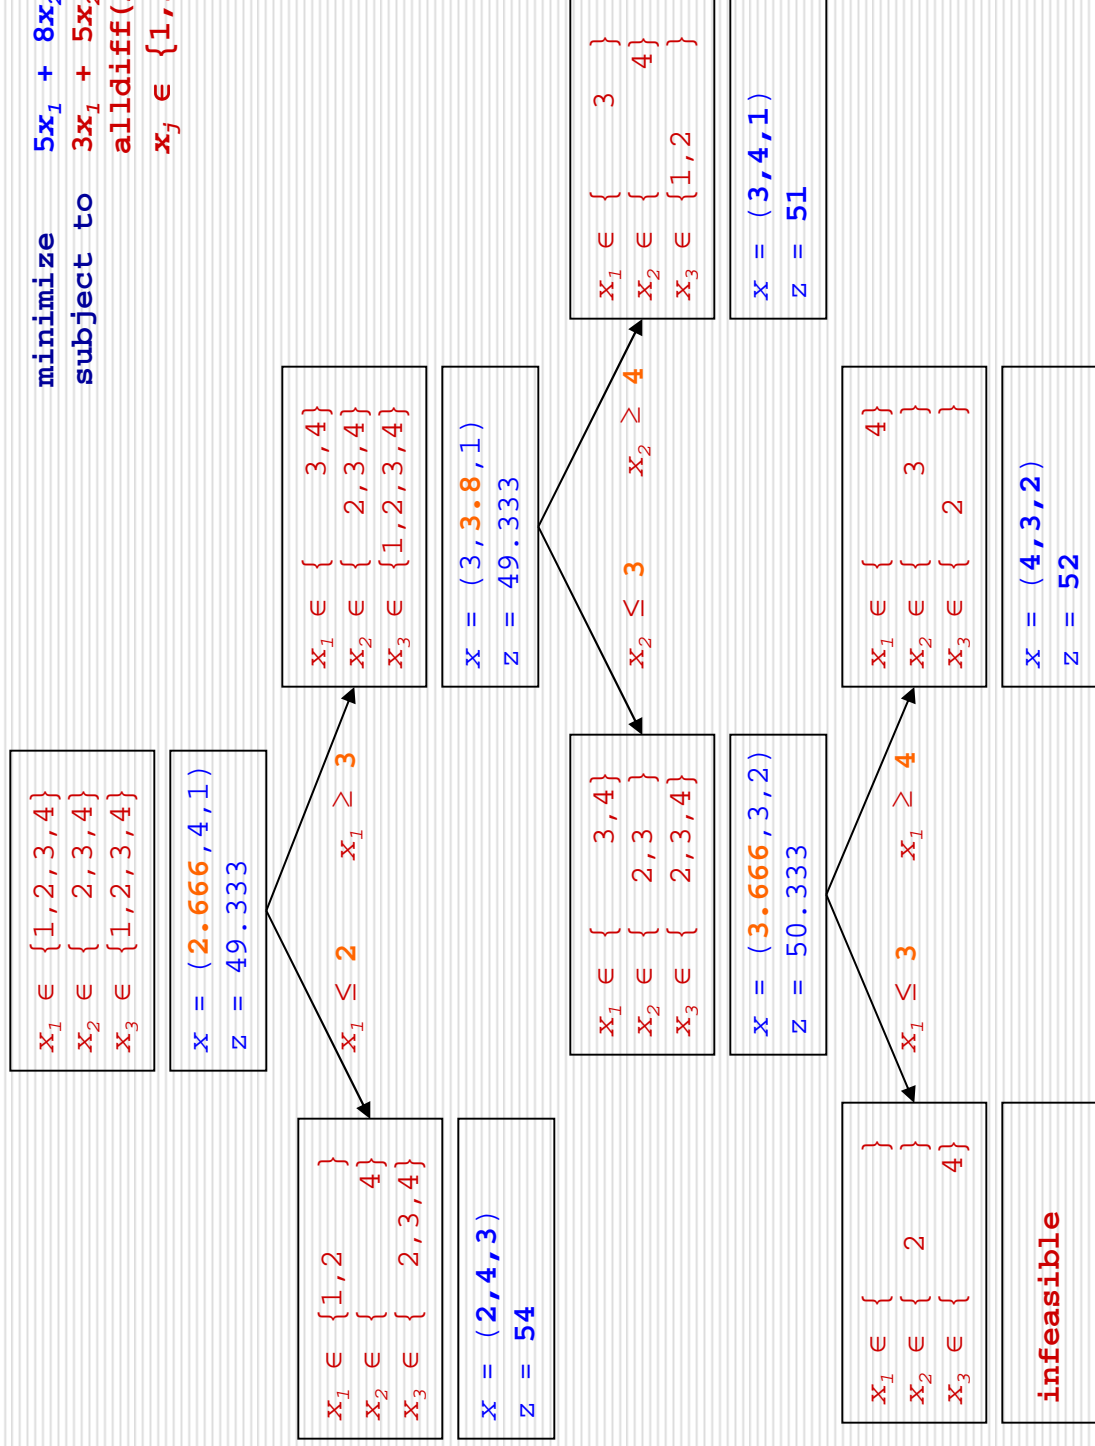 minimize 5x₁ + 8x₂
subject to 3x₁ + 5x₂
alldiff(
xⱼ ∈ {1,
x₁ ∈ {1,2,3,4}
x₂ ∈ { 2,3,4}
x₃ ∈ {1,2,3,4}
x = (2.666,4,1)
z = 49.333
x₁ ≤ 2
x₁ ≥ 3
x₁ ∈ {1,2 }
x₂ ∈ { 4}
x₃ ∈ { 2,3,4}
x = (2,4,3)
z = 54
x₁ ∈ { 3,4}
x₂ ∈ { 2,3,4}
x₃ ∈ {1,2,3,4}
x = (3,3.8,1)
z = 49.333
x₂ ≤ 3
x₂ ≥ 4
x₁ ∈ { 3,4}
x₂ ∈ { 2,3 }
x₃ ∈ { 2,3,4}
x = (3.666,3,2)
z = 50.333
x₁ ∈ { 3 }
x₂ ∈ { 4}
x₃ ∈ {1,2 }
x = (3,4,1)
z = 51
x₁ ≤ 3
x₁ ≥ 4
x₁ ∈ { }
x₂ ∈ { 2 }
x₃ ∈ { 4}
infeasible
x₁ ∈ { 4}
x₂ ∈ { 3 }
x₃ ∈ { 2 }
x = (4,3,2)
z = 52